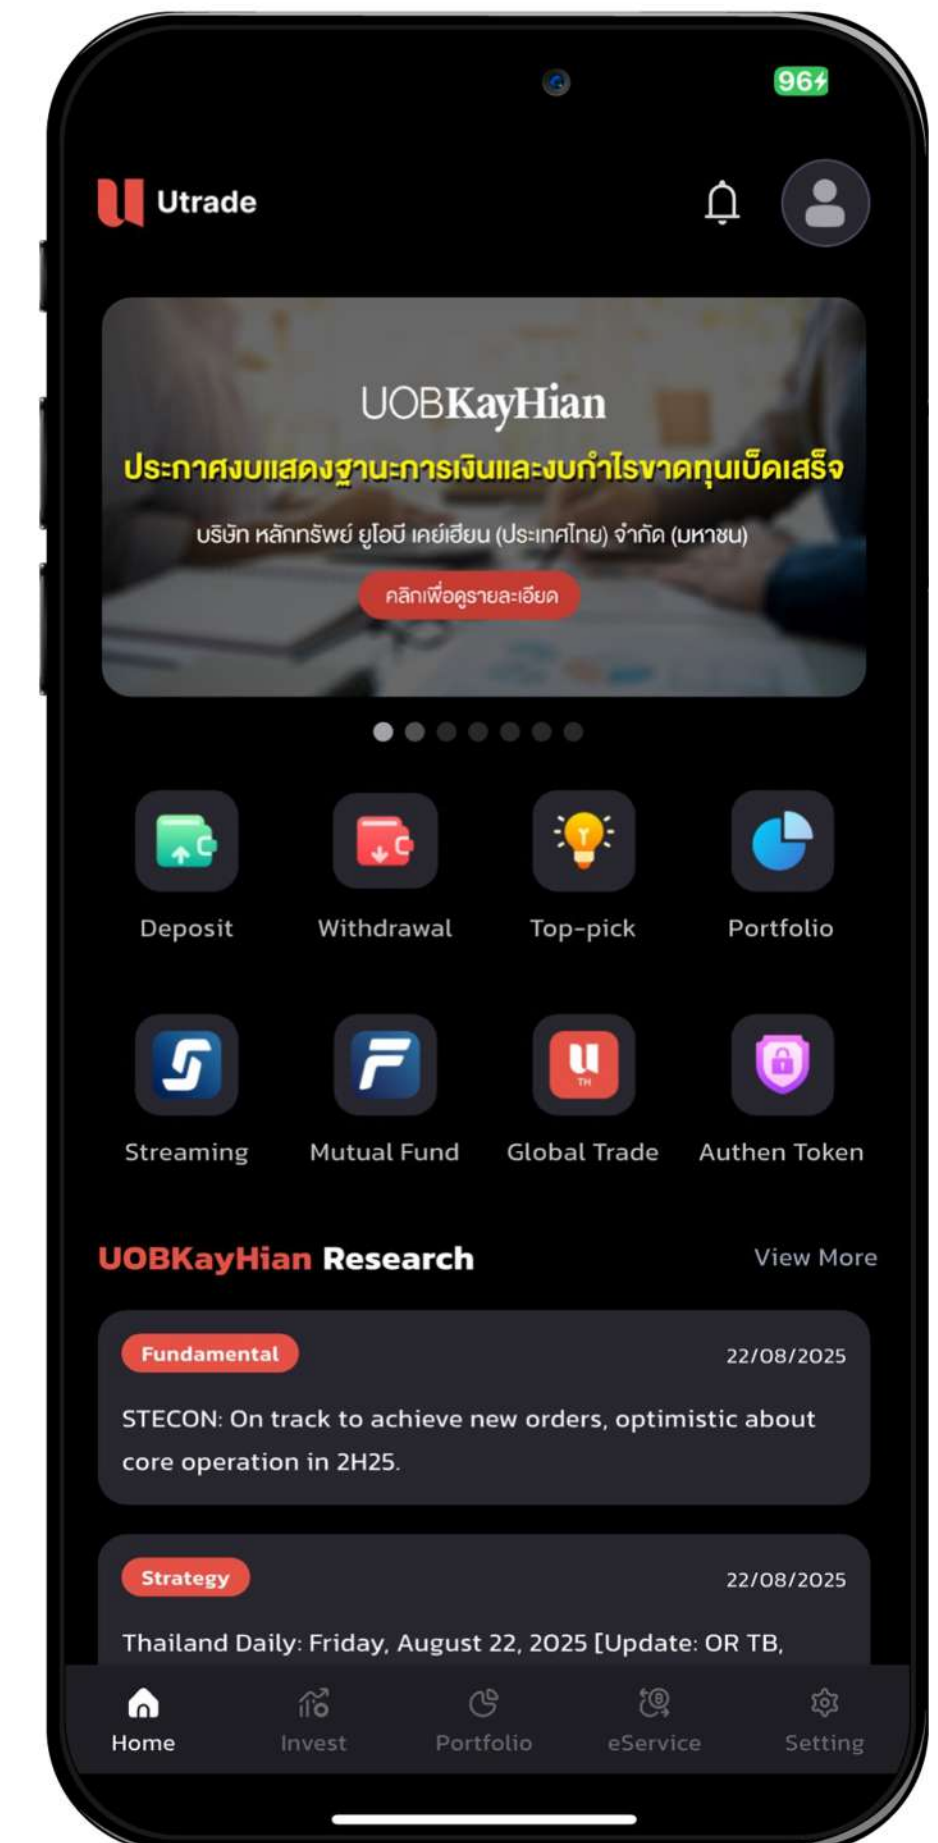 96
Utrade
UOBKayHian
ประกาศงบแสดงฐานะการเงินและงบกำไรขาดทุนเบ็ดเสร็จ
บริษัท หลักทรัพย์ ยูโอบี เคย์เฮียน (ประเทศไทย) จำกัด (มหาชน)
คลิกเพื่อดูรายละเอียด
Deposit Withdrawal Top-pick Portfolio
TH
Streaming Mutual Fund Global Trade Authen Token
UOBKayHian Research View More
Fundamental 22/08/2025
STECON: On track to achieve new orders, optimistic about
core operation in 2H25.
Strategy 22/08/2025
Thailand Daily: Friday, August 22, 2025 [Update: OR TB,
Home Invest Portfolio eService Setting